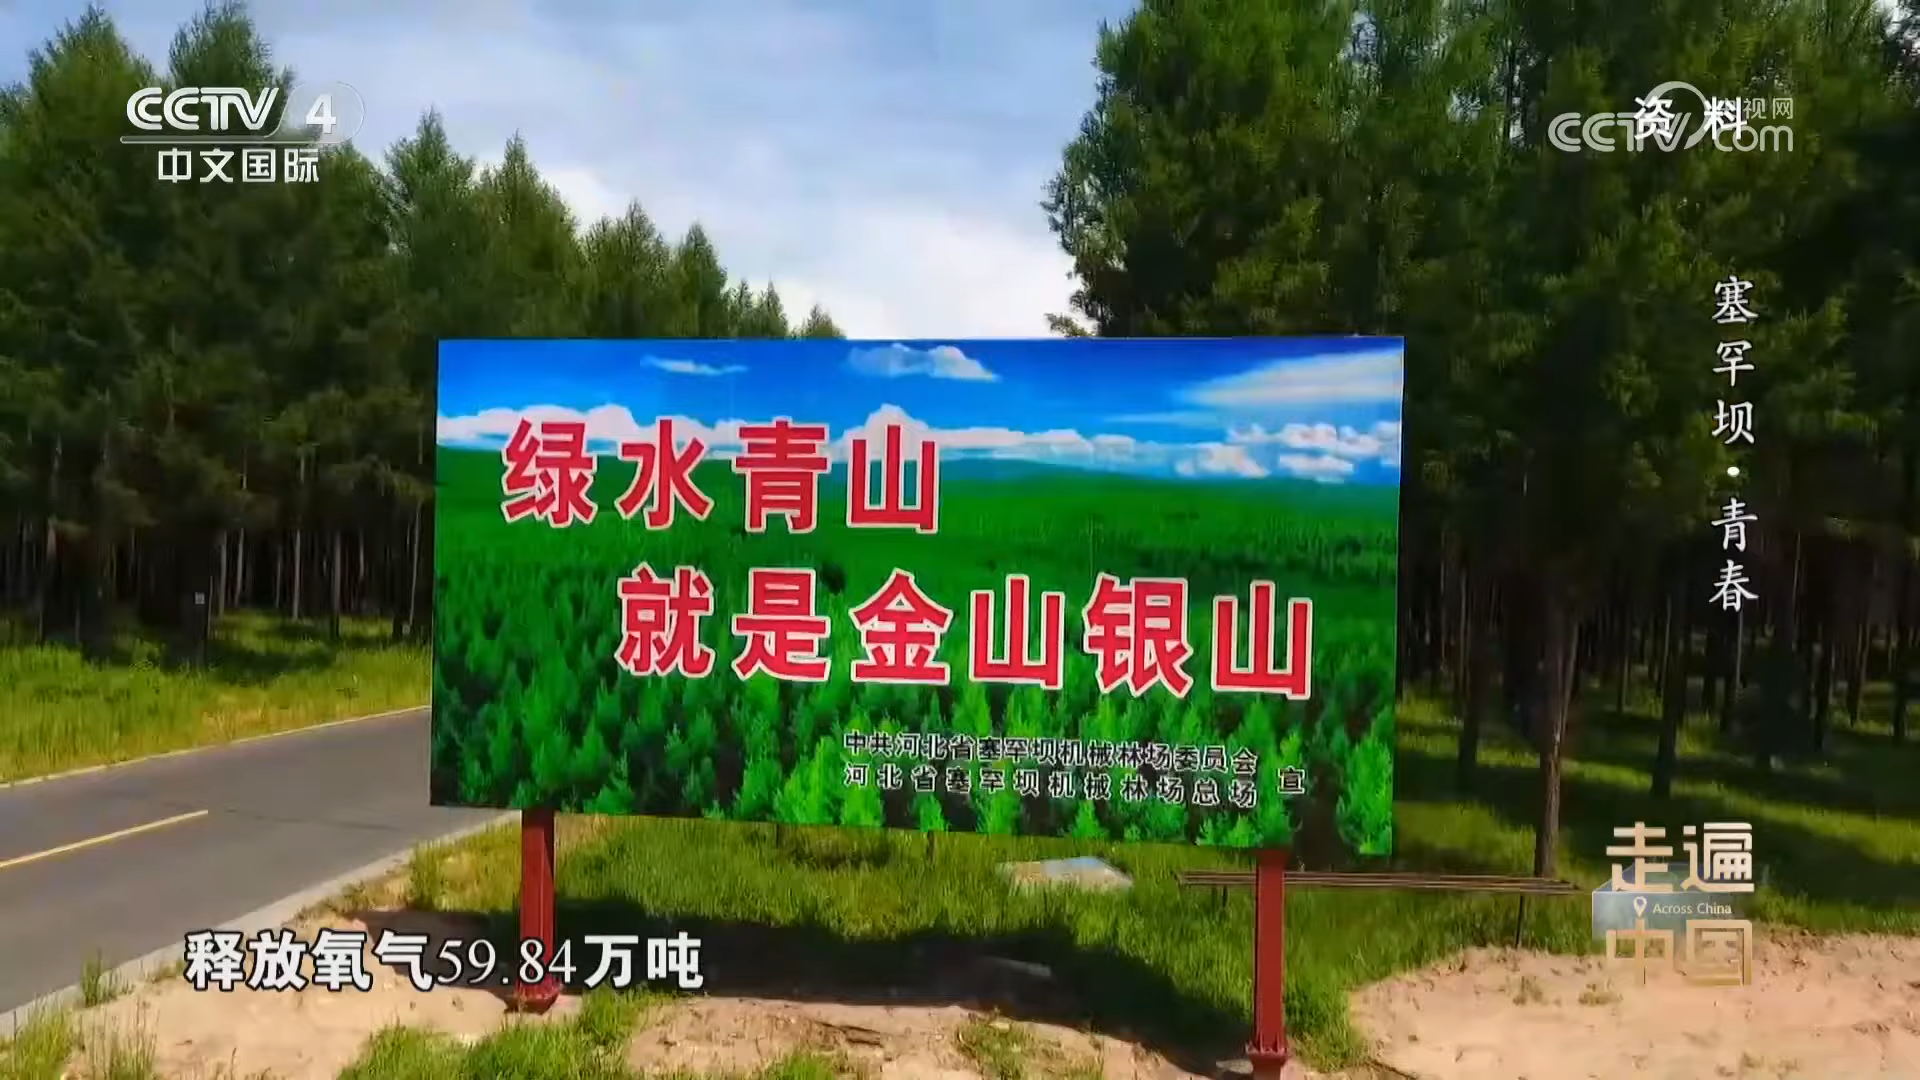 CCTV 4
中文国际
资料
CCTV.com
视网
塞罕坝·青春
绿水青山
就是金山银山
中共河北省塞罕坝机械林场委员会
河北省塞罕坝机械林场总场
宣
走遍
Across China
中国
释放氧气59.84万吨